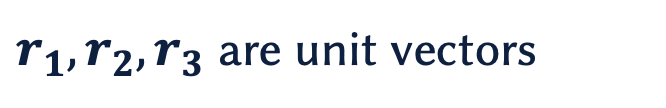 r₁, r₂, r₃ are unit vectors